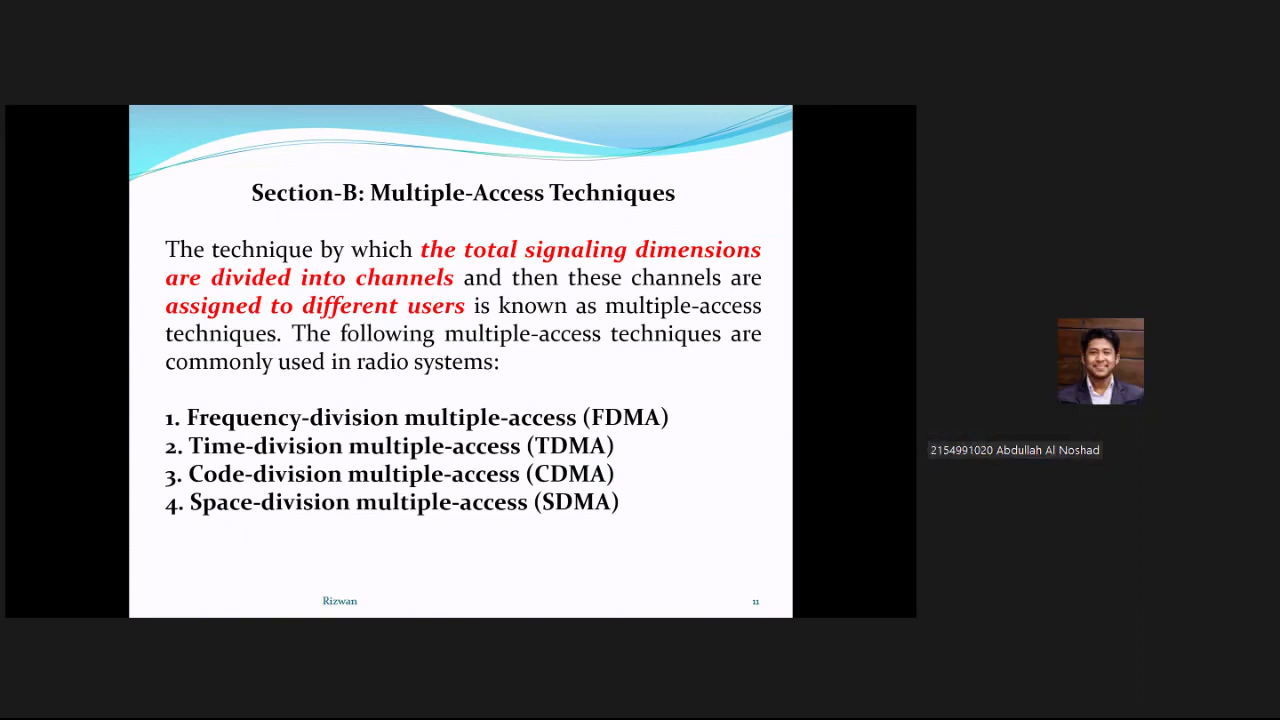 Section-B: Multiple-Access Techniques
The technique by which the total signaling dimensions
are divided into channels and then these channels are
assigned to different users is known as multiple-access
techniques. The following multiple-access techniques are
commonly used in radio systems:
1. Frequency-division multiple-access (FDMA)
2. Time-division multiple-access (TDMA)
3. Code-division multiple-access (CDMA)
4. Space-division multiple-access (SDMA)
Rizwan
11
2154991020 Abdullah Al Noshad